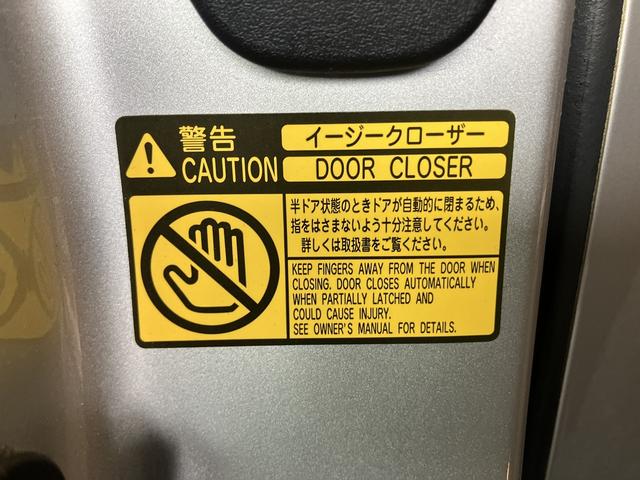 警告
CAUTION
イージークローザー
DOOR CLOSER
半ドア状態のときドアが自動的に閉まるため、
指をはさまないよう十分注意してください。
詳しくは取扱書をご覧ください。
KEEP FINGERS AWAY FROM THE DOOR WHEN
CLOSING. DOOR CLOSES AUTOMATICALLY
WHEN PARTIALLY LATCHED AND
COULD CAUSE INJURY.
SEE OWNER'S MANUAL FOR DETAILS.